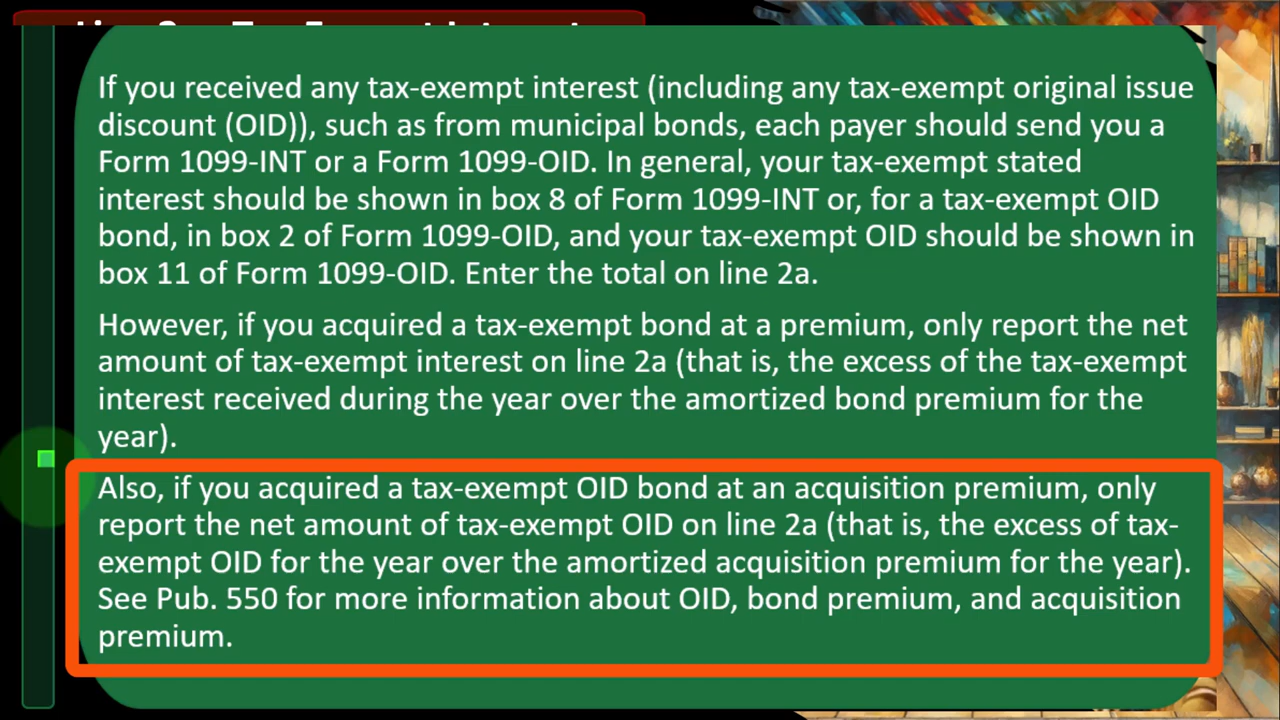 If you received any tax-exempt interest (including any tax-exempt original issue
discount (OID)), such as from municipal bonds, each payer should send you a
Form 1099-INT or a Form 1099-OID. In general, your tax-exempt stated
interest should be shown in box 8 of Form 1099-INT or, for a tax-exempt OID
bond, in box 2 of Form 1099-OID, and your tax-exempt OID should be shown in
box 11 of Form 1099-OID. Enter the total on line 2a.
However, if you acquired a tax-exempt bond at a premium, only report the net
amount of tax-exempt interest on line 2a (that is, the excess of the tax-exempt
interest received during the year over the amortized bond premium for the
year).
Also, if you acquired a tax-exempt OID bond at an acquisition premium, only
report the net amount of tax-exempt OID on line 2a (that is, the excess of tax-
exempt OID for the year over the amortized acquisition premium for the year).
See Pub. 550 for more information about OID, bond premium, and acquisition
premium.